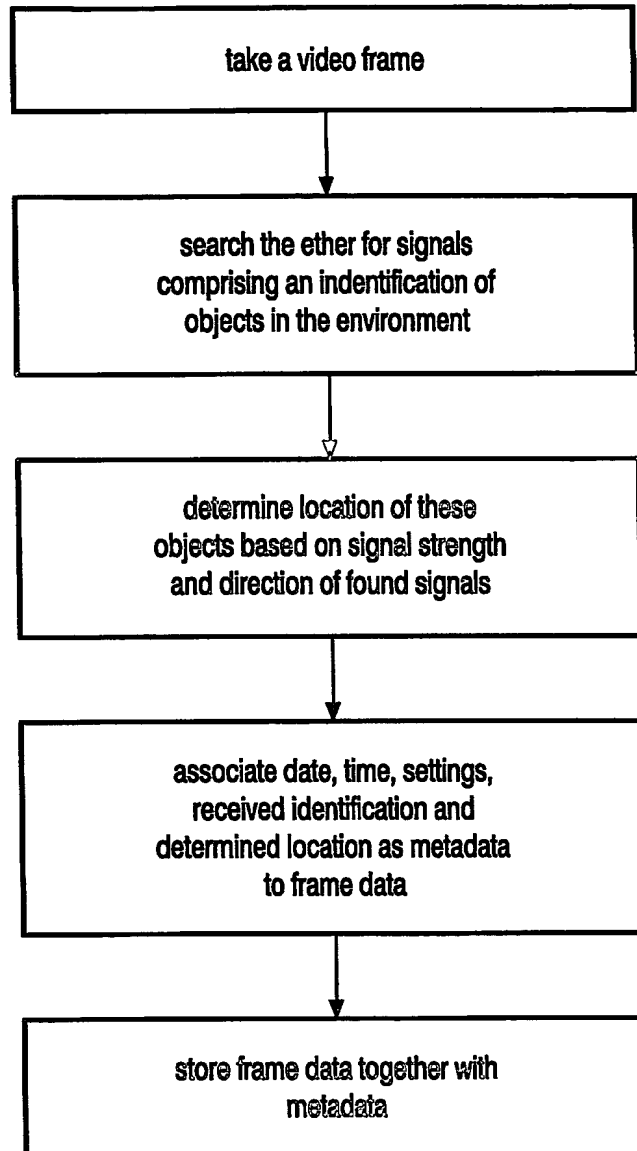 take a video frame
search the ether for signals
comprising an indentification of
objects in the environment
determine location of these
objects based on signal strength
and direction of found signals
associate date, time, settings,
received identification and
determined location as metadata
to frame data
store frame data together with
metadata